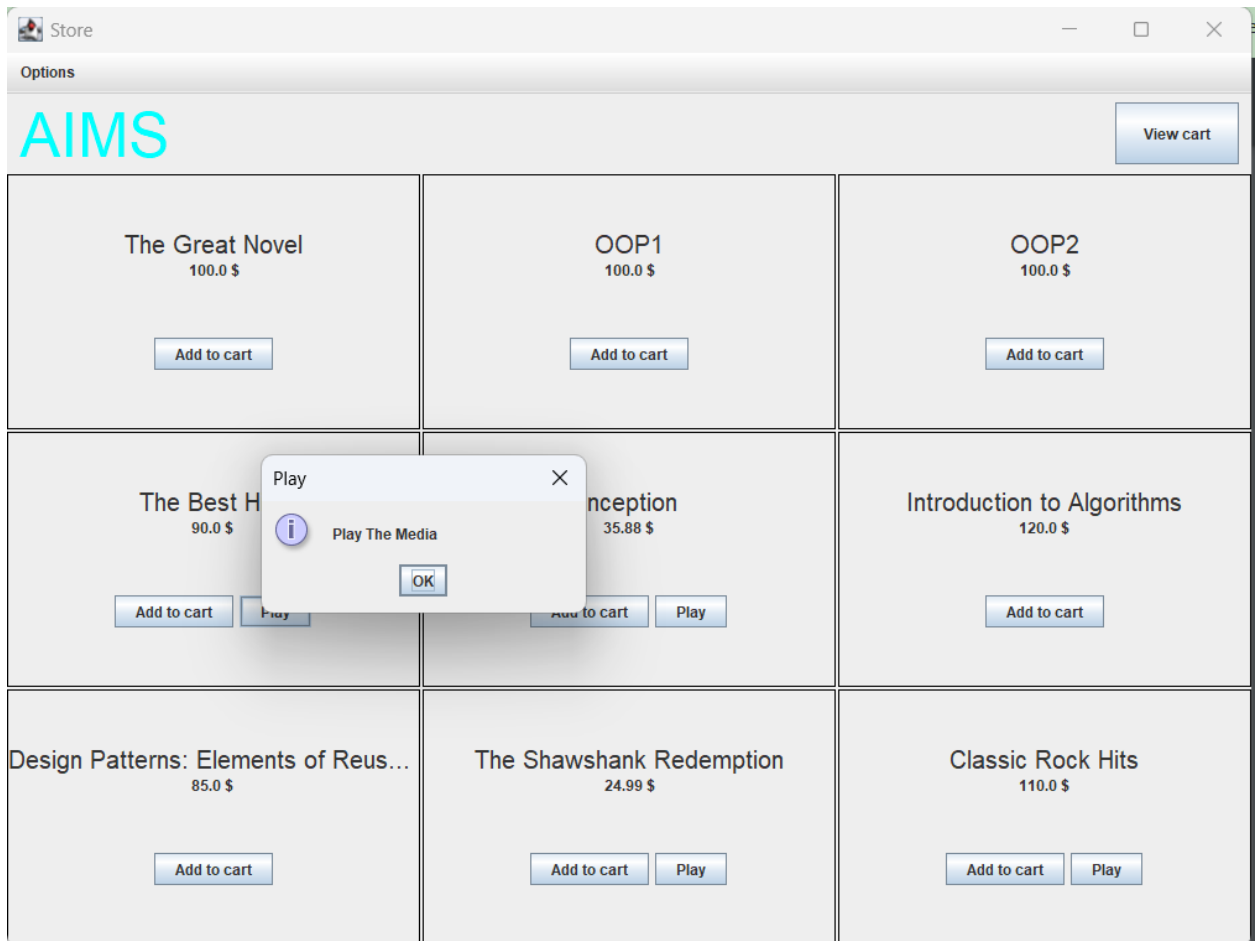 Store
Options
AIMS
View cart
The Great Novel
100.0 $
Add to cart
OOP1
100.0 $
Add to cart
OOP2
100.0 $
Add to cart
The Best H
90.0 $
Add to cart
Play
Play The Media
OK
nception
35.88 $
Add to cart Play
Introduction to Algorithms
120.0 $
Add to cart
Design Patterns: Elements of Reus...
85.0 $
Add to cart
The Shawshank Redemption
24.99 $
Add to cart Play
Classic Rock Hits
110.0 $
Add to cart Play